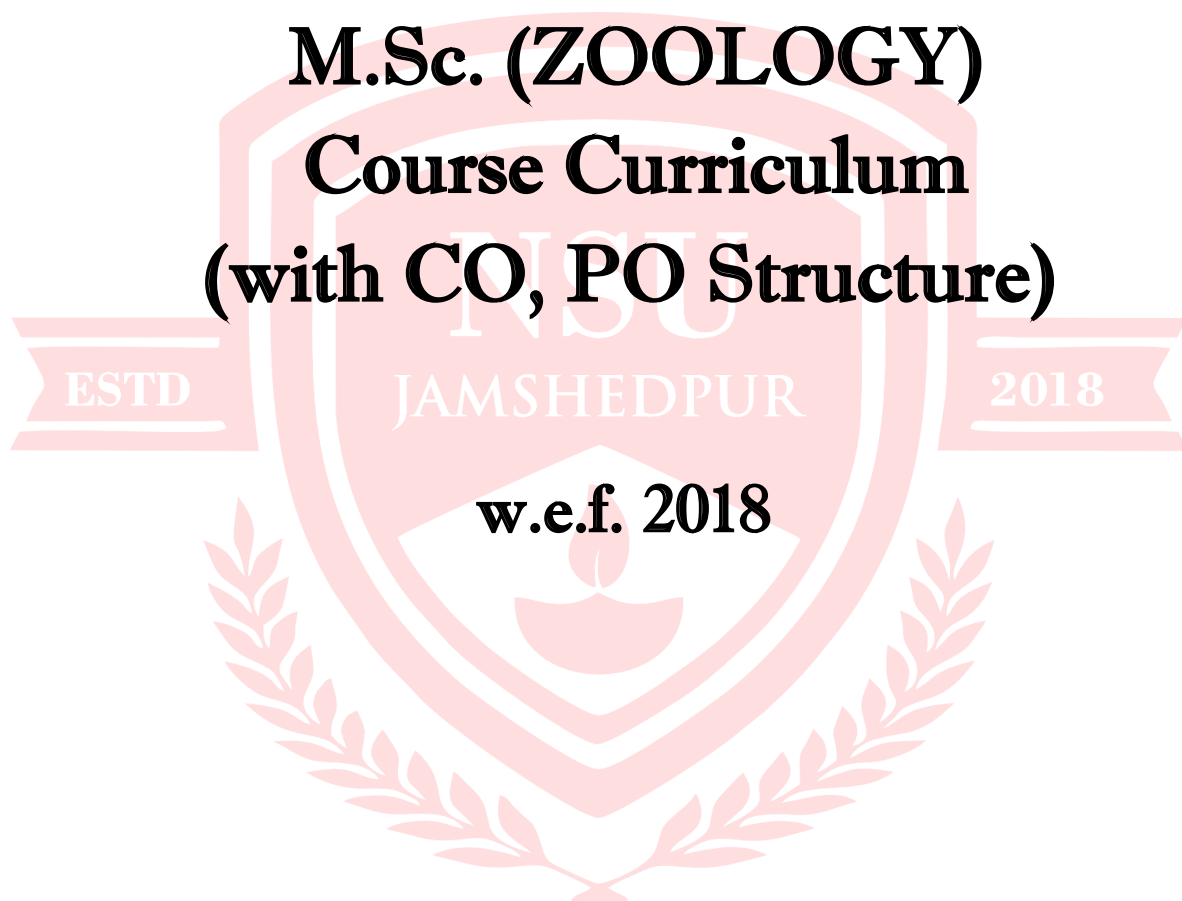 M.Sc. (ZOOLOGY)
Course Curriculum
(with CO, PO Structure)
NSU
ESTD
JAMSHEDPUR
2018
w.e.f. 2018